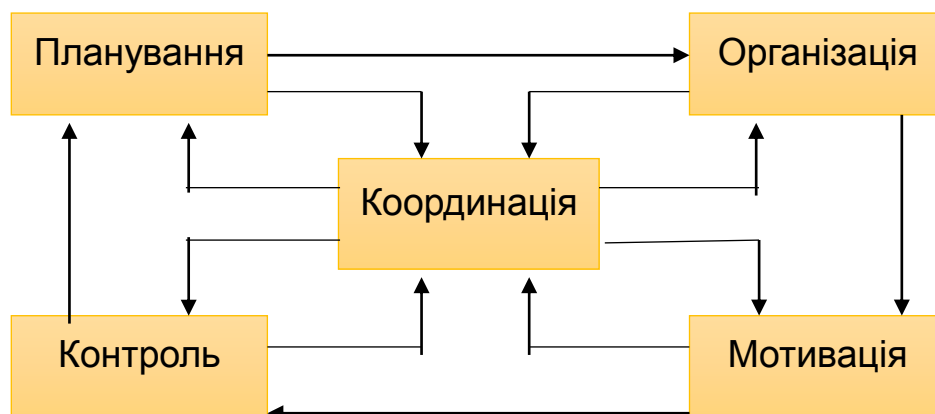 Планування
Організація
Координація
Контроль
Мотивація